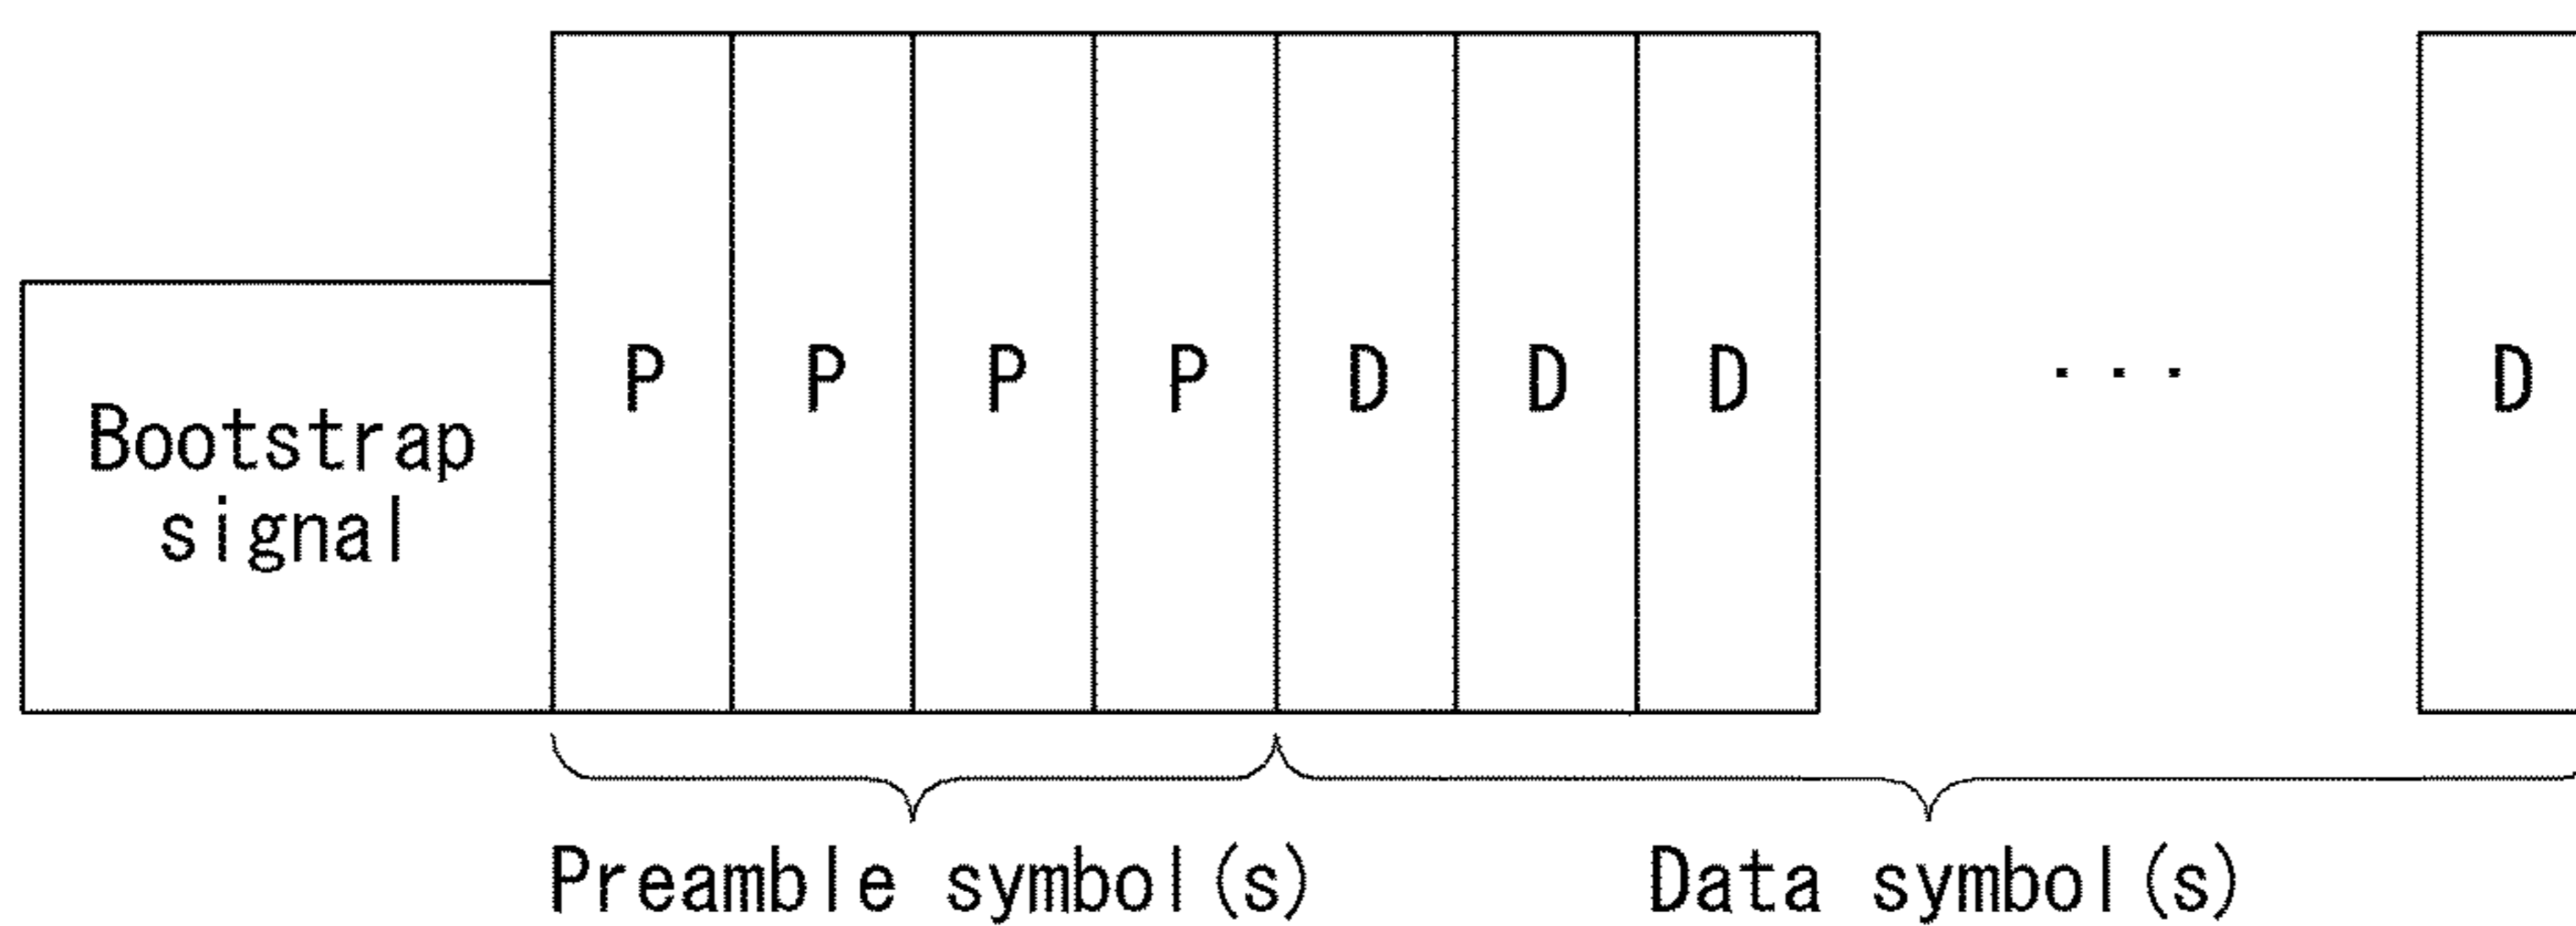 P P P P D D D ··· D
Bootstrap
signal
Preamble symbol(s) Data symbol(s)